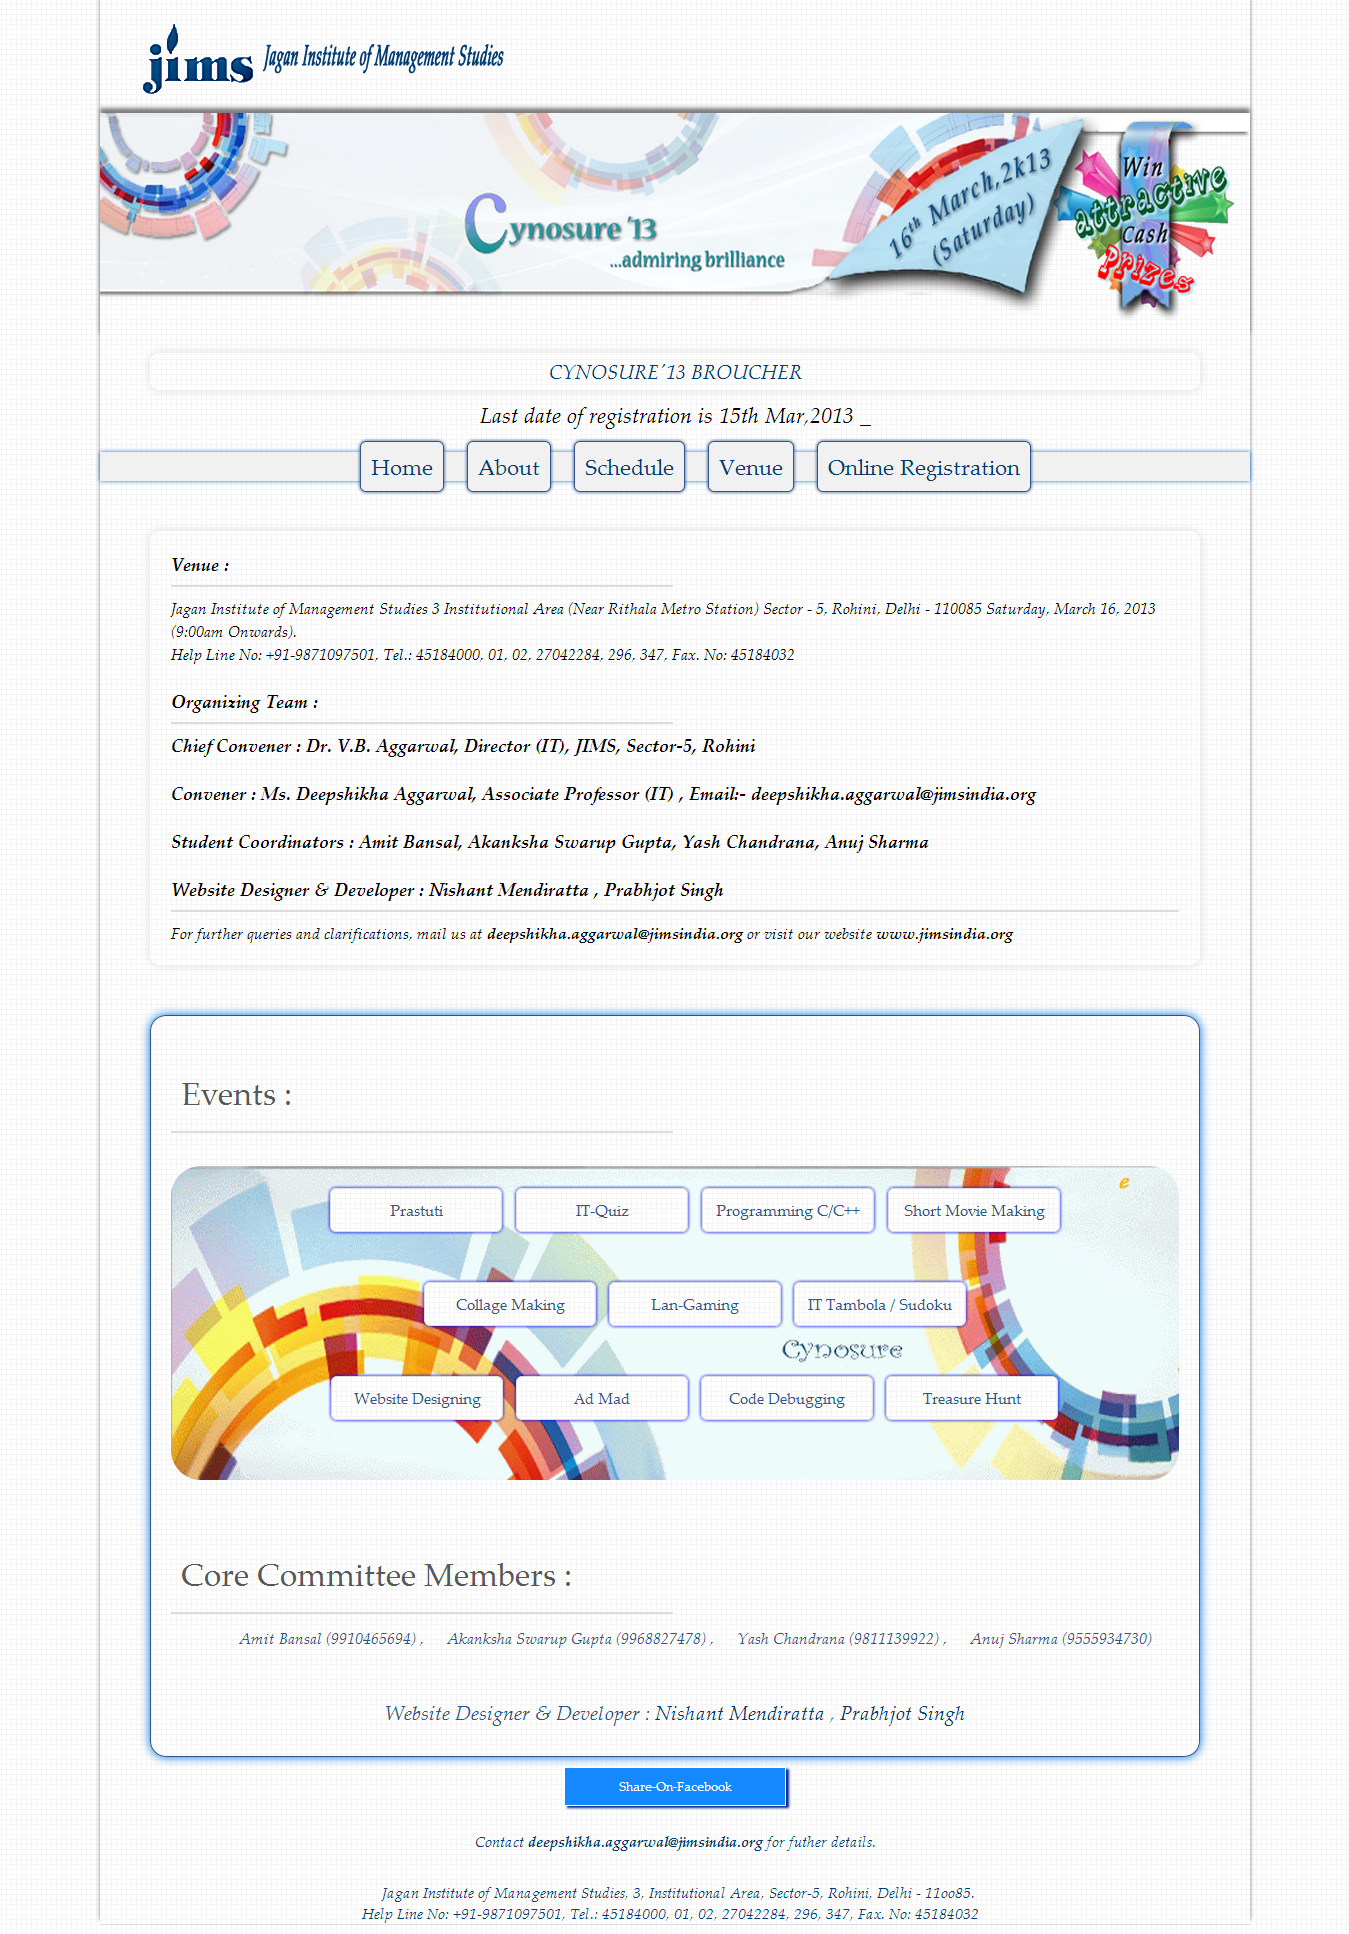 jims Jagan Institute of Management Studies
Cynosure '13
...admiring brilliance
16th March,2k13
(Saturday)
Win
attractive
Cash
Prizes
CYNOSURE'13 BROUCHER
Last date of registration is 15th Mar,2013 _
Home About Schedule Venue Online Registration
Venue :
Jagan Institute of Management Studies 3 Institutional Area (Near Rithala Metro Station) Sector - 5, Rohini, Delhi - 110085 Saturday, March 16, 2013
(9:00am Onwards).
Help Line No: +91-9871097501, Tel.: 45184000, 01, 02, 27042284, 296, 347, Fax. No: 45184032
Organizing Team :
Chief Convener : Dr. V.B. Aggarwal, Director (IT), JIMS, Sector-5, Rohini
Convener : Ms. Deepshikha Aggarwal, Associate Professor (IT) , Email:- deepshikha.aggarwal@jimsindia.org
Student Coordinators : Amit Bansal, Akanksha Swarup Gupta, Yash Chandrana, Anuj Sharma
Website Designer & Developer : Nishant Mendiratta , Prabhjot Singh
For further queries and clarifications, mail us at deepshikha.aggarwal@jimsindia.org or visit our website www.jimsindia.org
Events :
e
Prastuti IT-Quiz Programming C/C++ Short Movie Making
Collage Making Lan-Gaming IT Tambola / Sudoku
Cynosure
Website Designing Ad Mad Code Debugging Treasure Hunt
Core Committee Members :
Amit Bansal (9910465694) , Akanksha Swarup Gupta (9968827478) , Yash Chandrana (9811139922) , Anuj Sharma (9555934730)
Website Designer & Developer : Nishant Mendiratta , Prabhjot Singh
Share-On-Facebook
Contact deepshikha.aggarwal@jimsindia.org for futher details.
Jagan Institute of Management Studies, 3, Institutional Area, Sector-5, Rohini, Delhi - 11oo85.
Help Line No: +91-9871097501, Tel.: 45184000, 01, 02, 27042284, 296, 347, Fax. No: 45184032